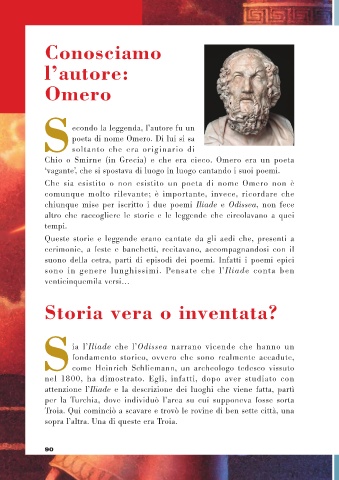 Conosciamo
l'autore:
Omero
Secondo la leggenda, l'autore fu un
poeta di nome Omero. Di lui si sa
soltanto che era originario di
Chio o Smirne (in Grecia) e che era cieco. Omero era un poeta
'vagante', che si spostava di luogo in luogo cantando i suoi poemi.
Che sia esistito o non esistito un poeta di nome Omero non è
comunque molto rilevante; è importante, invece, ricordare che
chiunque mise per iscritto i due poemi Iliade e Odissea, non fece
altro che raccogliere le storie e le leggende che circolavano a quei
tempi.
Queste storie e leggende erano cantate da gli aedi che, presenti a
cerimonie, a feste e banchetti, recitavano, accompagnandosi con il
suono della cetra, parti di episodi dei poemi. Infatti i poemi epici
sono in genere lunghissimi. Pensate che l'Iliade conta ben
venticinquemila versi...
Storia vera o inventata?
Sia l'Iliade che l'Odissea narrano vicende che hanno un
fondamento storico, ovvero che sono realmente accadute,
come Heinrich Schliemann, un archeologo tedesco vissuto
nel 1800, ha dimostrato. Egli, infatti, dopo aver studiato con
attenzione l'Iliade e la descrizione dei luoghi che viene fatta, partì
per la Turchia, dove individuò l'area su cui supponeva fosse sorta
Troia. Qui cominciò a scavare e trovò le rovine di ben sette città, una
sopra l'altra. Una di queste era Troia.
90